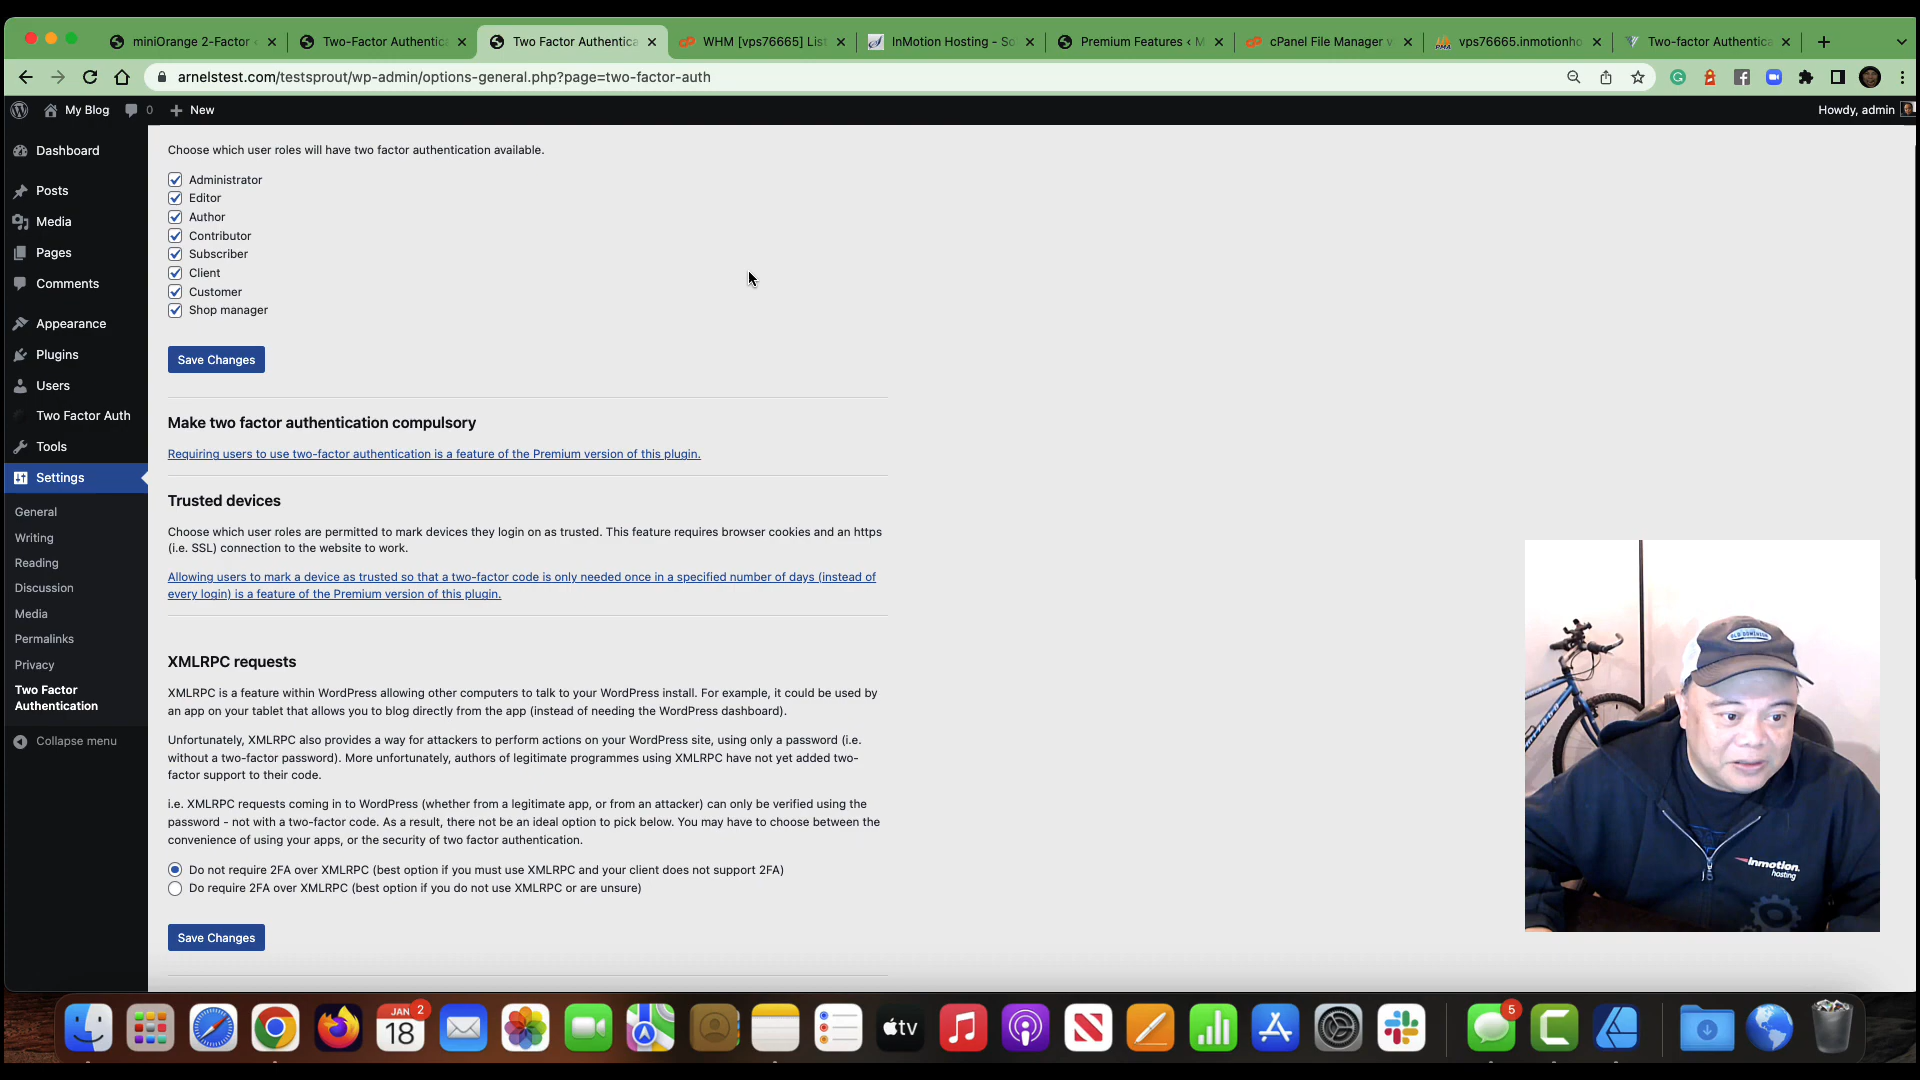 miniOrange 2-Factor
Two-Factor Authentic
Two Factor Authentica
WHM [vps76665] List
InMotion Hosting - So
Premium Features ‹ M
cPanel File Manager v
vps76665.inmotionho
Two-factor Authentica
arnelstest.com/testsprout/wp-admin/options-general.php?page=two-factor-auth
My Blog
0
New
Howdy, admin
Dashboard
Posts
Media
Pages
Comments
Appearance
Plugins
Users
Two Factor Auth
Tools
Settings
General
Writing
Reading
Discussion
Media
Permalinks
Privacy
Two Factor
Authentication
Collapse menu
Choose which user roles will have two factor authentication available.
Administrator
Editor
Author
Contributor
Subscriber
Client
Customer
Shop manager
Save Changes
Make two factor authentication compulsory
Requiring users to use two-factor authentication is a feature of the Premium version of this plugin.
Trusted devices
Choose which user roles are permitted to mark devices they login on as trusted. This feature requires browser cookies and an https
(i.e. SSL) connection to the website to work.
Allowing users to mark a device as trusted so that a two-factor code is only needed once in a specified number of days (instead of
every login) is a feature of the Premium version of this plugin.
XMLRPC requests
XMLRPC is a feature within WordPress allowing other computers to talk to your WordPress install. For example, it could be used by
an app on your tablet that allows you to blog directly from the app (instead of needing the WordPress dashboard).
Unfortunately, XMLRPC also provides a way for attackers to perform actions on your WordPress site, using only a password (i.e.
without a two-factor password). More unfortunately, authors of legitimate programmes using XMLRPC have not yet added two-
factor support to their code.
i.e. XMLRPC requests coming in to WordPress (whether from a legitimate app, or from an attacker) can only be verified using the
password - not with a two-factor code. As a result, there not be an ideal option to pick below. You may have to choose between the
convenience of using your apps, or the security of two factor authentication.
Do not require 2FA over XMLRPC (best option if you must use XMLRPC and your client does not support 2FA)
Do require 2FA over XMLRPC (best option if you do not use XMLRPC or are unsure)
Save Changes
OLD DOMINION
inmotion
hosting
JAN
18
2
tv
5